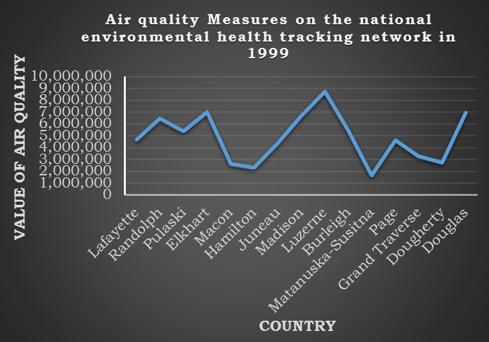 Air quality Measures on the national
environmental health tracking network in
1999
VALUE OF AIR QUALITY
10,000,000
9,000,000
8,000,000
7,000,000
6,000,000
5,000,000
4,000,000
3,000,000
2,000,000
1,000,000
0
Lafayette
Randolph
Pulaski
Elkhart
Macon
Hamilton
Juneau
Madison
Luzerne
Burleigh
Matanuska-Susitna
Page
Grand Traverse
Dougherty
Douglas
COUNTRY